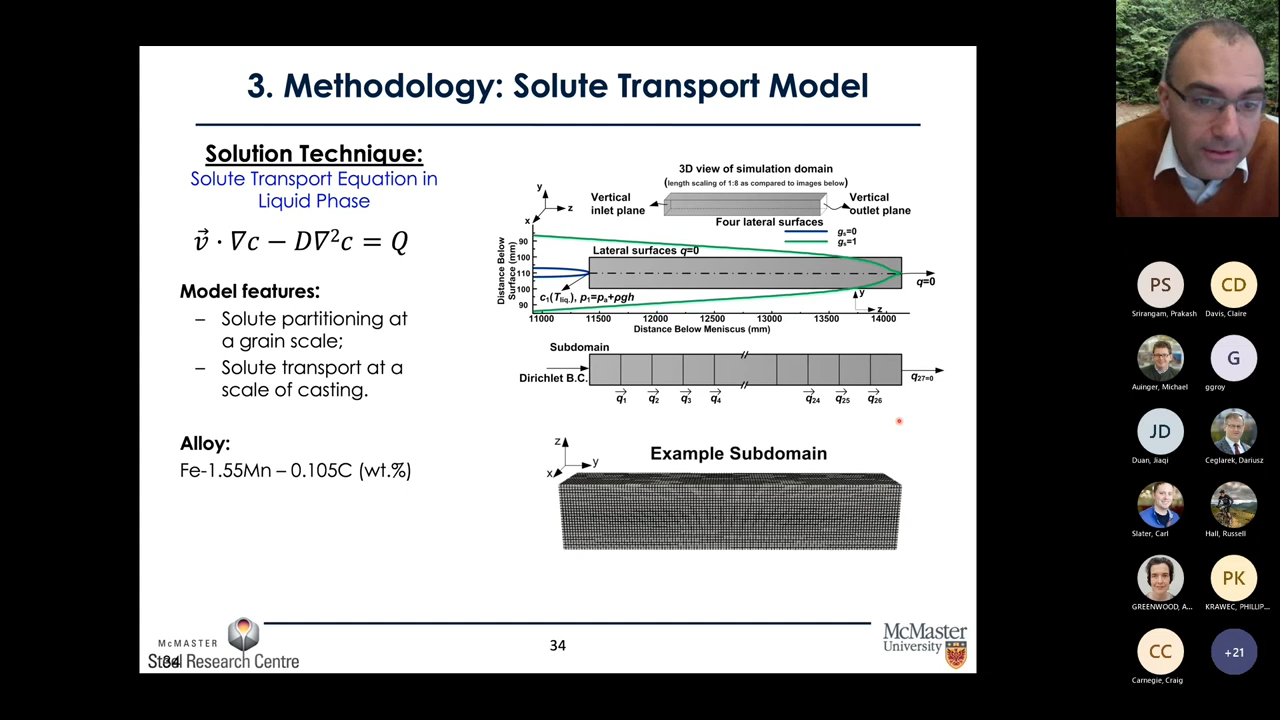 3. Methodology: Solute Transport Model
Solution Technique:
Solute Transport Equation in
Liquid Phase
v⃗ · ∇c − D∇²c = Q
Model features:
– Solute partitioning at
a grain scale;
– Solute transport at a
scale of casting.
Alloy:
Fe-1.55Mn – 0.105C (wt.%)
3D view of simulation domain
(length scaling of 1:8 as compared to images below)
Vertical
inlet plane
Vertical
outlet plane
Four lateral surfaces
y
z
x
gs=0
gs=1
Lateral surfaces q=0
Distance Below
Surface (mm)
90
100
110
100
90
c1(Tliq.), p1=pa+ρgh
q=0
y
z
11000 11500 12000 12500 13000 13500 14000
Distance Below Meniscus (mm)
Subdomain
Dirichlet B.C.
q27=0
q1 q2 q3 q4 q24 q25 q26
z
y
x
Example Subdomain
McMASTER
Steel Research Centre
34
34
McMaster
University
PS
Srirangam, Prakash
CD
Davis, Claire
Auinger, Michael
G
ggroy
JD
Duan, Jiaqi
Ceglarek, Dariusz
Slater, Carl
Hall, Russell
GREENWOOD, A...
PK
KRAWEC, PHILLIP...
CC
Carnegie, Craig
+21